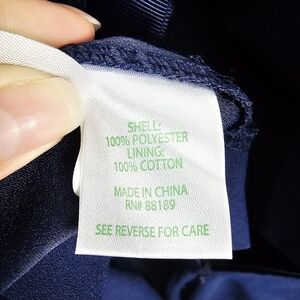 SHELL:
100% POLYESTER
LINING:
100% COTTON
MADE IN CHINA
RN# 88189
SEE REVERSE FOR CARE